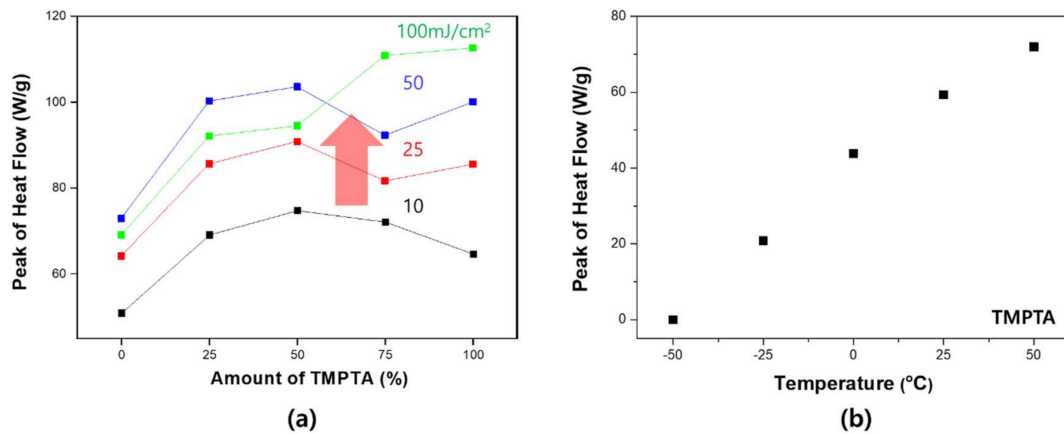 120
100
80
60
Peak of Heat Flow (W/g)
100mJ/cm²
50
25
10
0 25 50 75 100
Amount of TMPTA (%)
(a)
80
60
40
20
0
Peak of Heat Flow (W/g)
TMPTA
-50 -25 0 25 50
Temperature (°C)
(b)